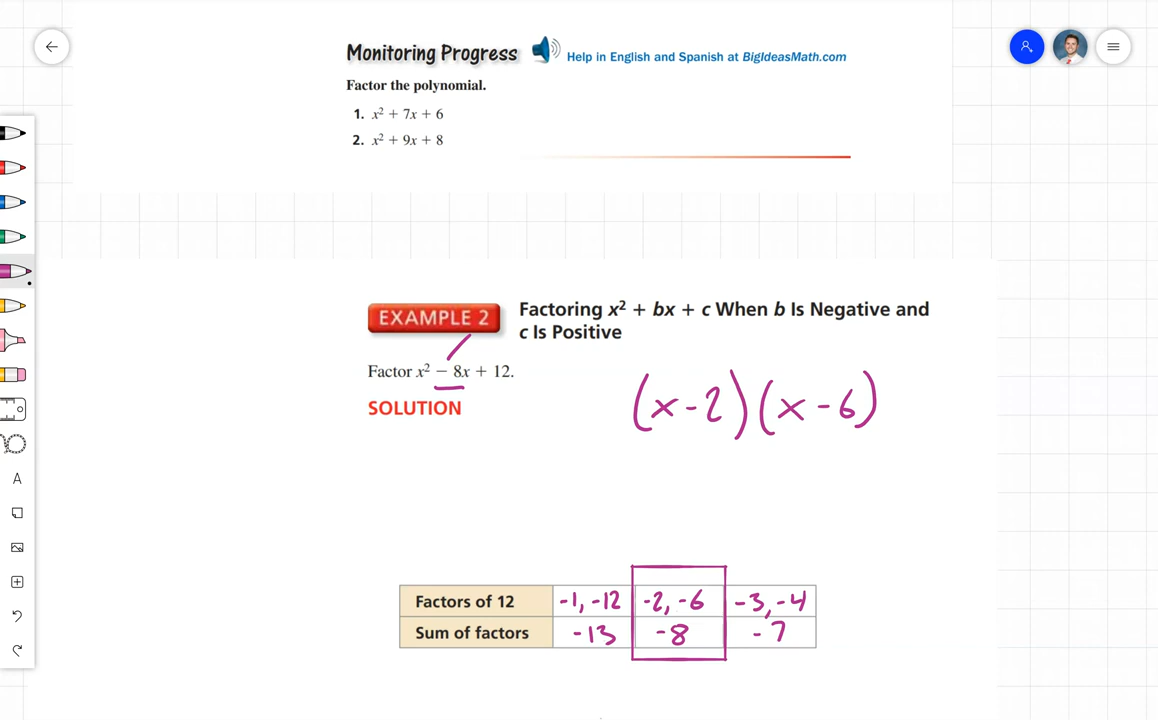 Monitoring Progress Help in English and Spanish at BigIdeasMath.com
Factor the polynomial.
1. x² + 7x + 6
2. x² + 9x + 8
EXAMPLE 2 Factoring x² + bx + c When b Is Negative and
c Is Positive
Factor x² − 8x + 12.
(x-2)(x-6)
SOLUTION
Factors of 12 -1, -12 -2, -6 -3, -4
Sum of factors -13 -8 -7
A